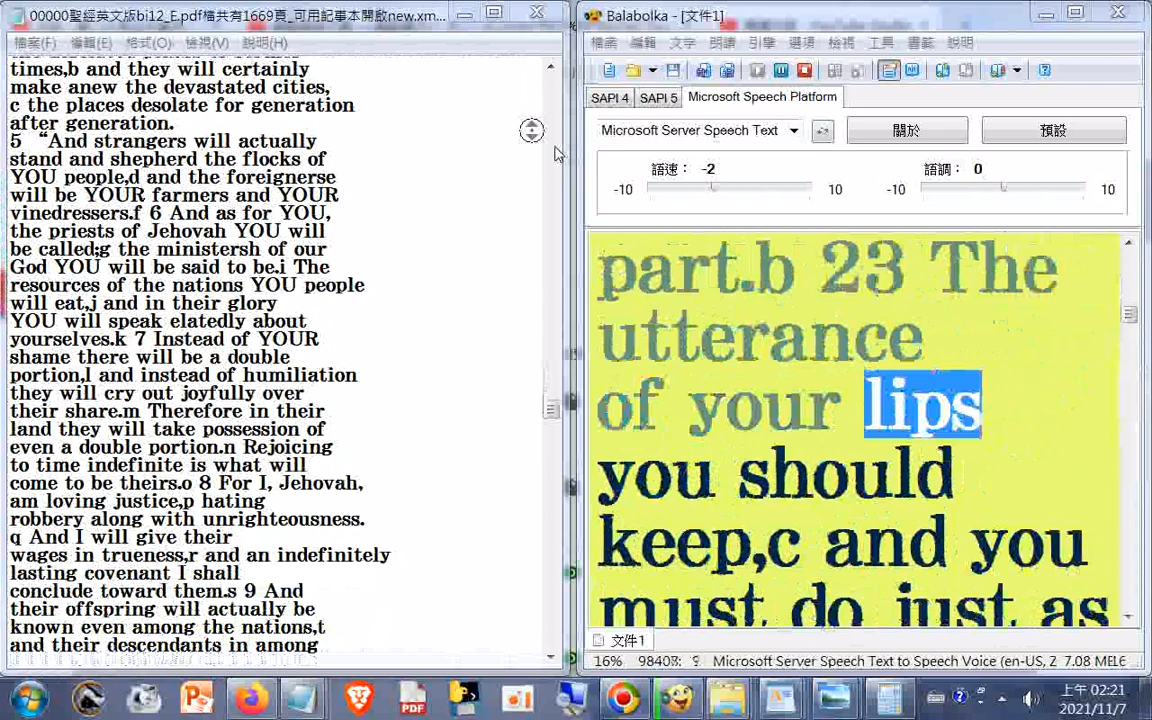 00000聖經英文版bi12_E.pdf檔共有1669頁_可用記事本開啟new.xm...
檔案(F) 編輯(E) 格式(O) 檢視(V) 說明(H)
times,b and they will certainly
make anew the devastated cities,
c the places desolate for generation
after generation.
5 “And strangers will actually
stand and shepherd the flocks of
YOU people,d and the foreignerse
will be YOUR farmers and YOUR
vinedressers.f 6 And as for YOU,
the priests of Jehovah YOU will
be called;g the ministersh of our
God YOU will be said to be.i The
resources of the nations YOU people
will eat,j and in their glory
YOU will speak elatedly about
yourselves.k 7 Instead of YOUR
shame there will be a double
portion,l and instead of humiliation
they will cry out joyfully over
their share.m Therefore in their
land they will take possession of
even a double portion.n Rejoicing
to time indefinite is what will
come to be theirs.o 8 For I, Jehovah,
am loving justice,p hating
robbery along with unrighteousness.
q And I will give their
wages in trueness,r and an indefinitely
lasting covenant I shall
conclude toward them.s 9 And
their offspring will actually be
known even among the nations,t
and their descendants in among
Balabolka - [文件1]
檔案 編輯 文字 朗讀 引擎 選項 檢視 工具 書籤 說明
SAPI 4 SAPI 5 Microsoft Speech Platform
Microsoft Server Speech Text 關於 預設
語速： -2 語調： 0
-10 10 -10 10
part.b 23 The
utterance
of your lips
you should
keep,c and you
must do just as
文件1
16% Microsoft Server Speech Text to Speech Voice (en-US, Z 7.08
PDF
上午 02:21
2021/11/7